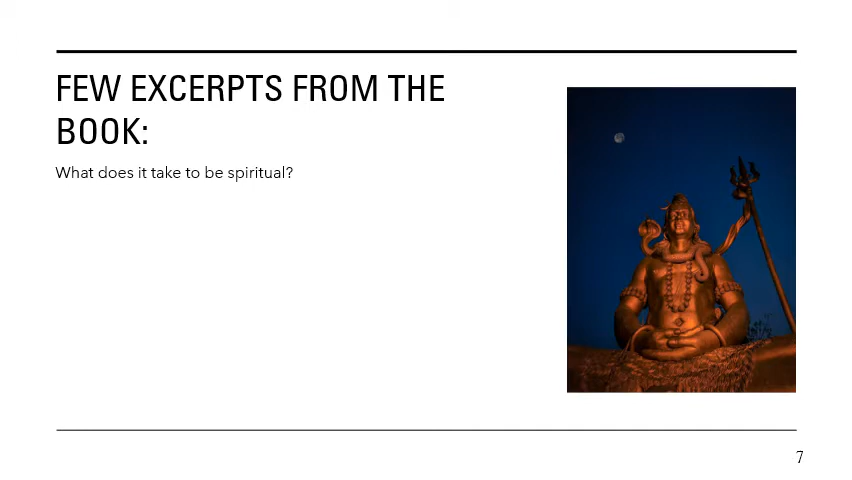 FEW EXCERPTS FROM THE
BOOK:
What does it take to be spiritual?
7